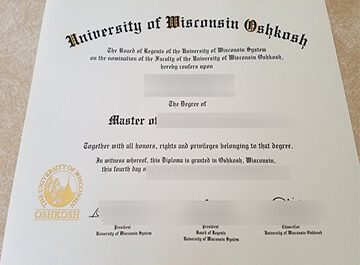 University of Wisconsin Oshkosh
The Board of Regents of the University of Wisconsin System
on the nomination of the Faculty of the University of Wisconsin Oshkosh,
hereby confers upon
The Degree of
Master of
Together with all honors, rights and privileges belonging to that degree.
In witness whereof, this Diploma is granted in Oshkosh, Wisconsin,
this fourth day o
THE UNIVERSITY OF WISCONSIN
OSHKOSH
President
University of Wisconsin System
President
Board of Regents
University of Wisconsin System
Chancellor
University of Wisconsin Oshkosh